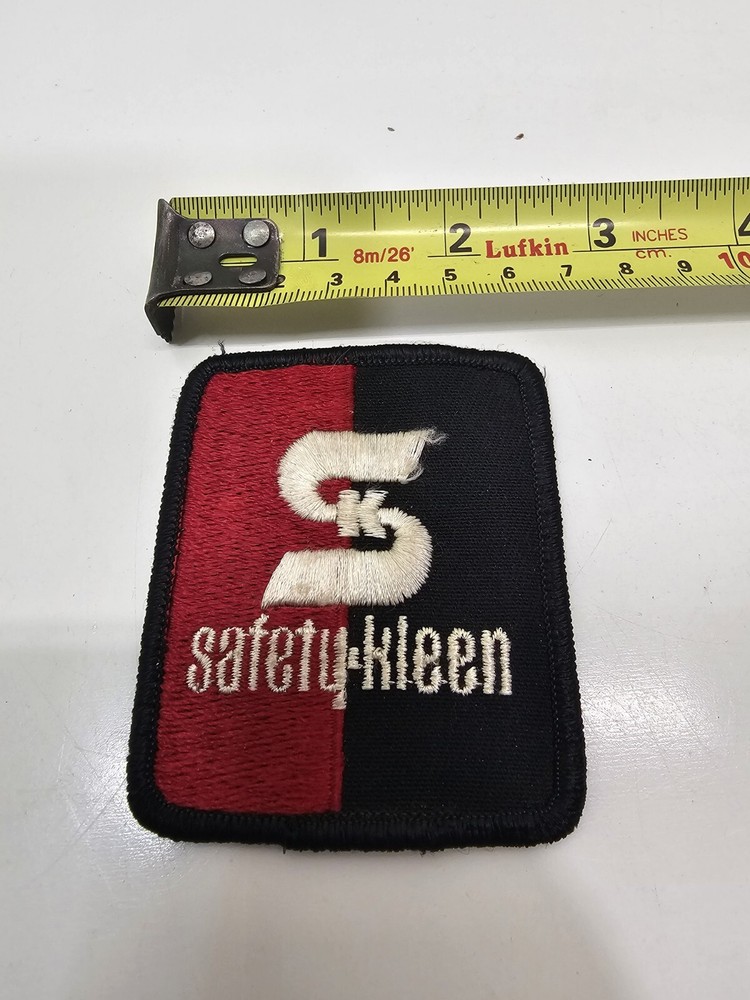 1 2 3 4
8m/26' Lufkin INCHES
cm.
2 3 4 5 6 7 8 9 10
S
K
safety-kleen